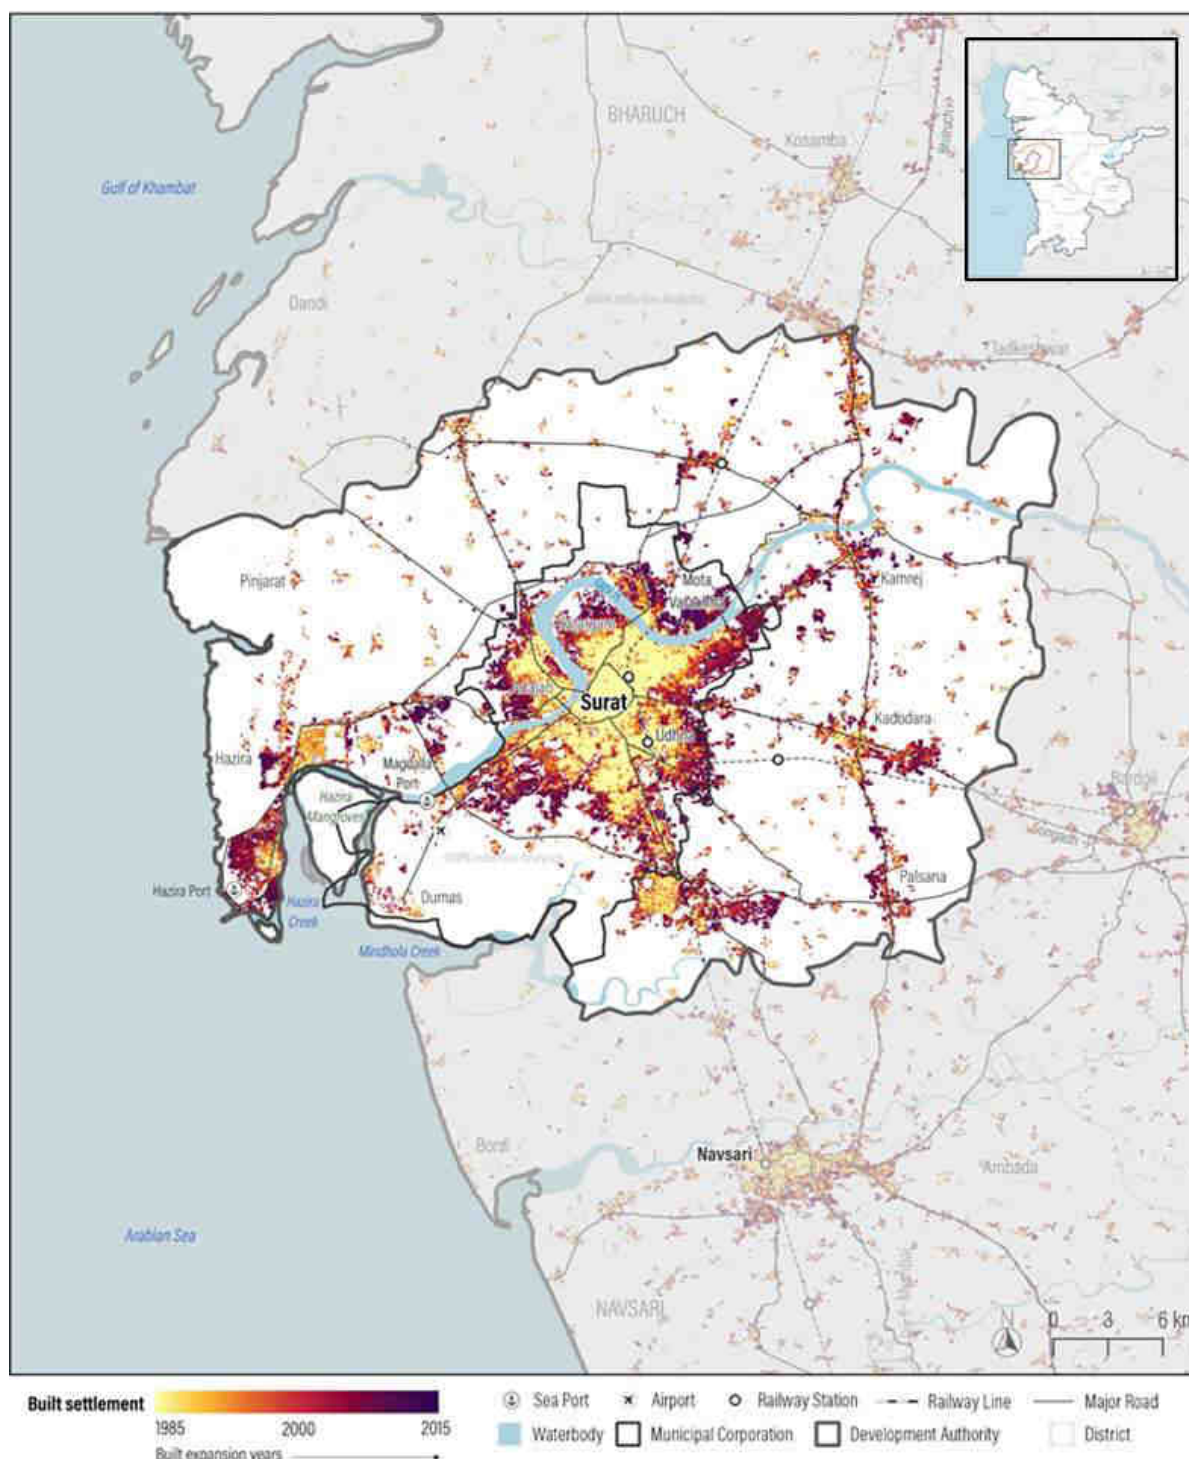 BHARUCH
Kosamba
Bharuch
Gulf of Khambat
Dandi
Tadkeshwar
Pinjarat
Kamrej
Mota
Surat
Udhna
Kadodara
Hazira
Magdalla
Port
Bardoli
Hazira
Mangroves
Songadh
Hazira Port
Palsana
Dumas
Hazira
Creek
Mindhola Creek
Navsari
Ambada
Arabian Sea
NAVSARI
N
0 3 6 km
Built settlement
1985 2000 2015
Built expansion years
Sea Port
Airport
Railway Station
Railway Line
Major Road
Waterbody
Municipal Corporation
Development Authority
District